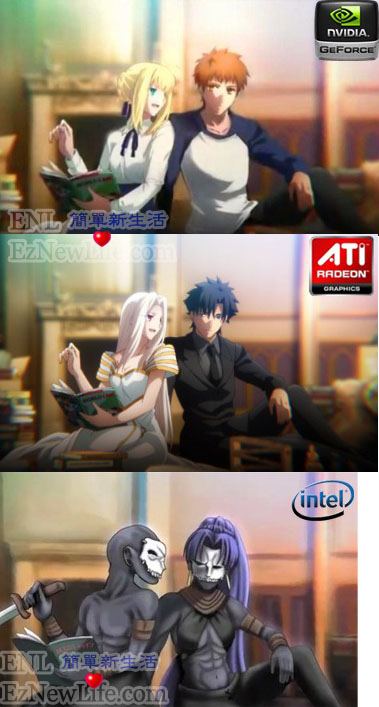 NVIDIA.
GEFORCE
ENL 簡單新生活
EzNewLife.com
ATI
RADEON
GRAPHICS
intel
ENL 簡單新生活
EzNewLife.com